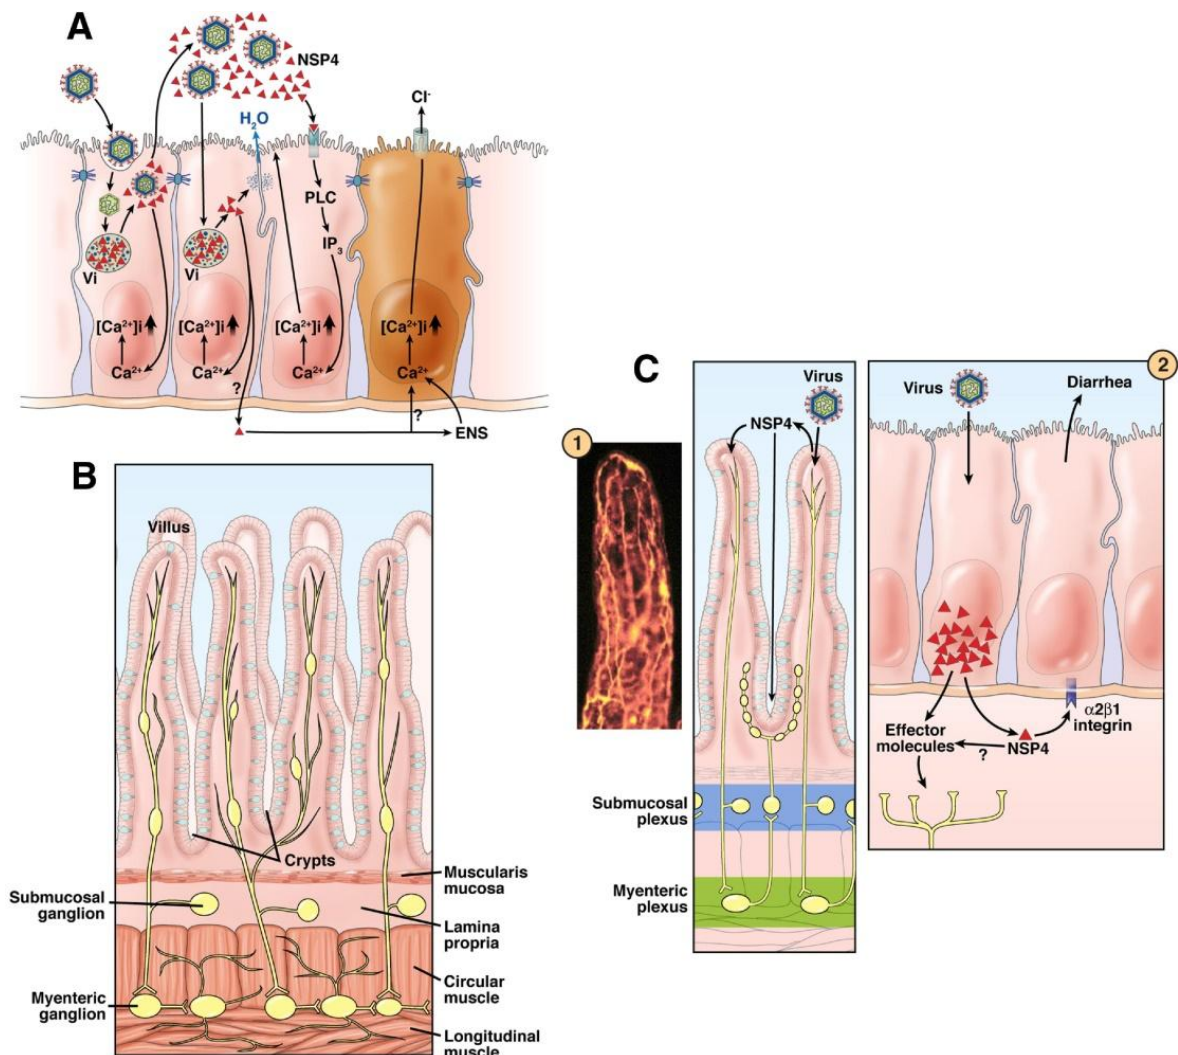 A
NSP4
H₂O
Cl⁻
PLC
IP₃
Vi
Vi
[Ca²⁺]i
[Ca²⁺]i
[Ca²⁺]i
[Ca²⁺]i
Ca²⁺
Ca²⁺
Ca²⁺
Ca²⁺
?
?
ENS
B
Villus
Crypts
Muscularis
mucosa
Submucosal
ganglion
Lamina
propria
Circular
muscle
Myenteric
ganglion
Longitudinal
muscle
C
1
Virus
NSP4
Submucosal
plexus
Myenteric
plexus
2
Virus
Diarrhea
α2β1
integrin
Effector
molecules
?
NSP4